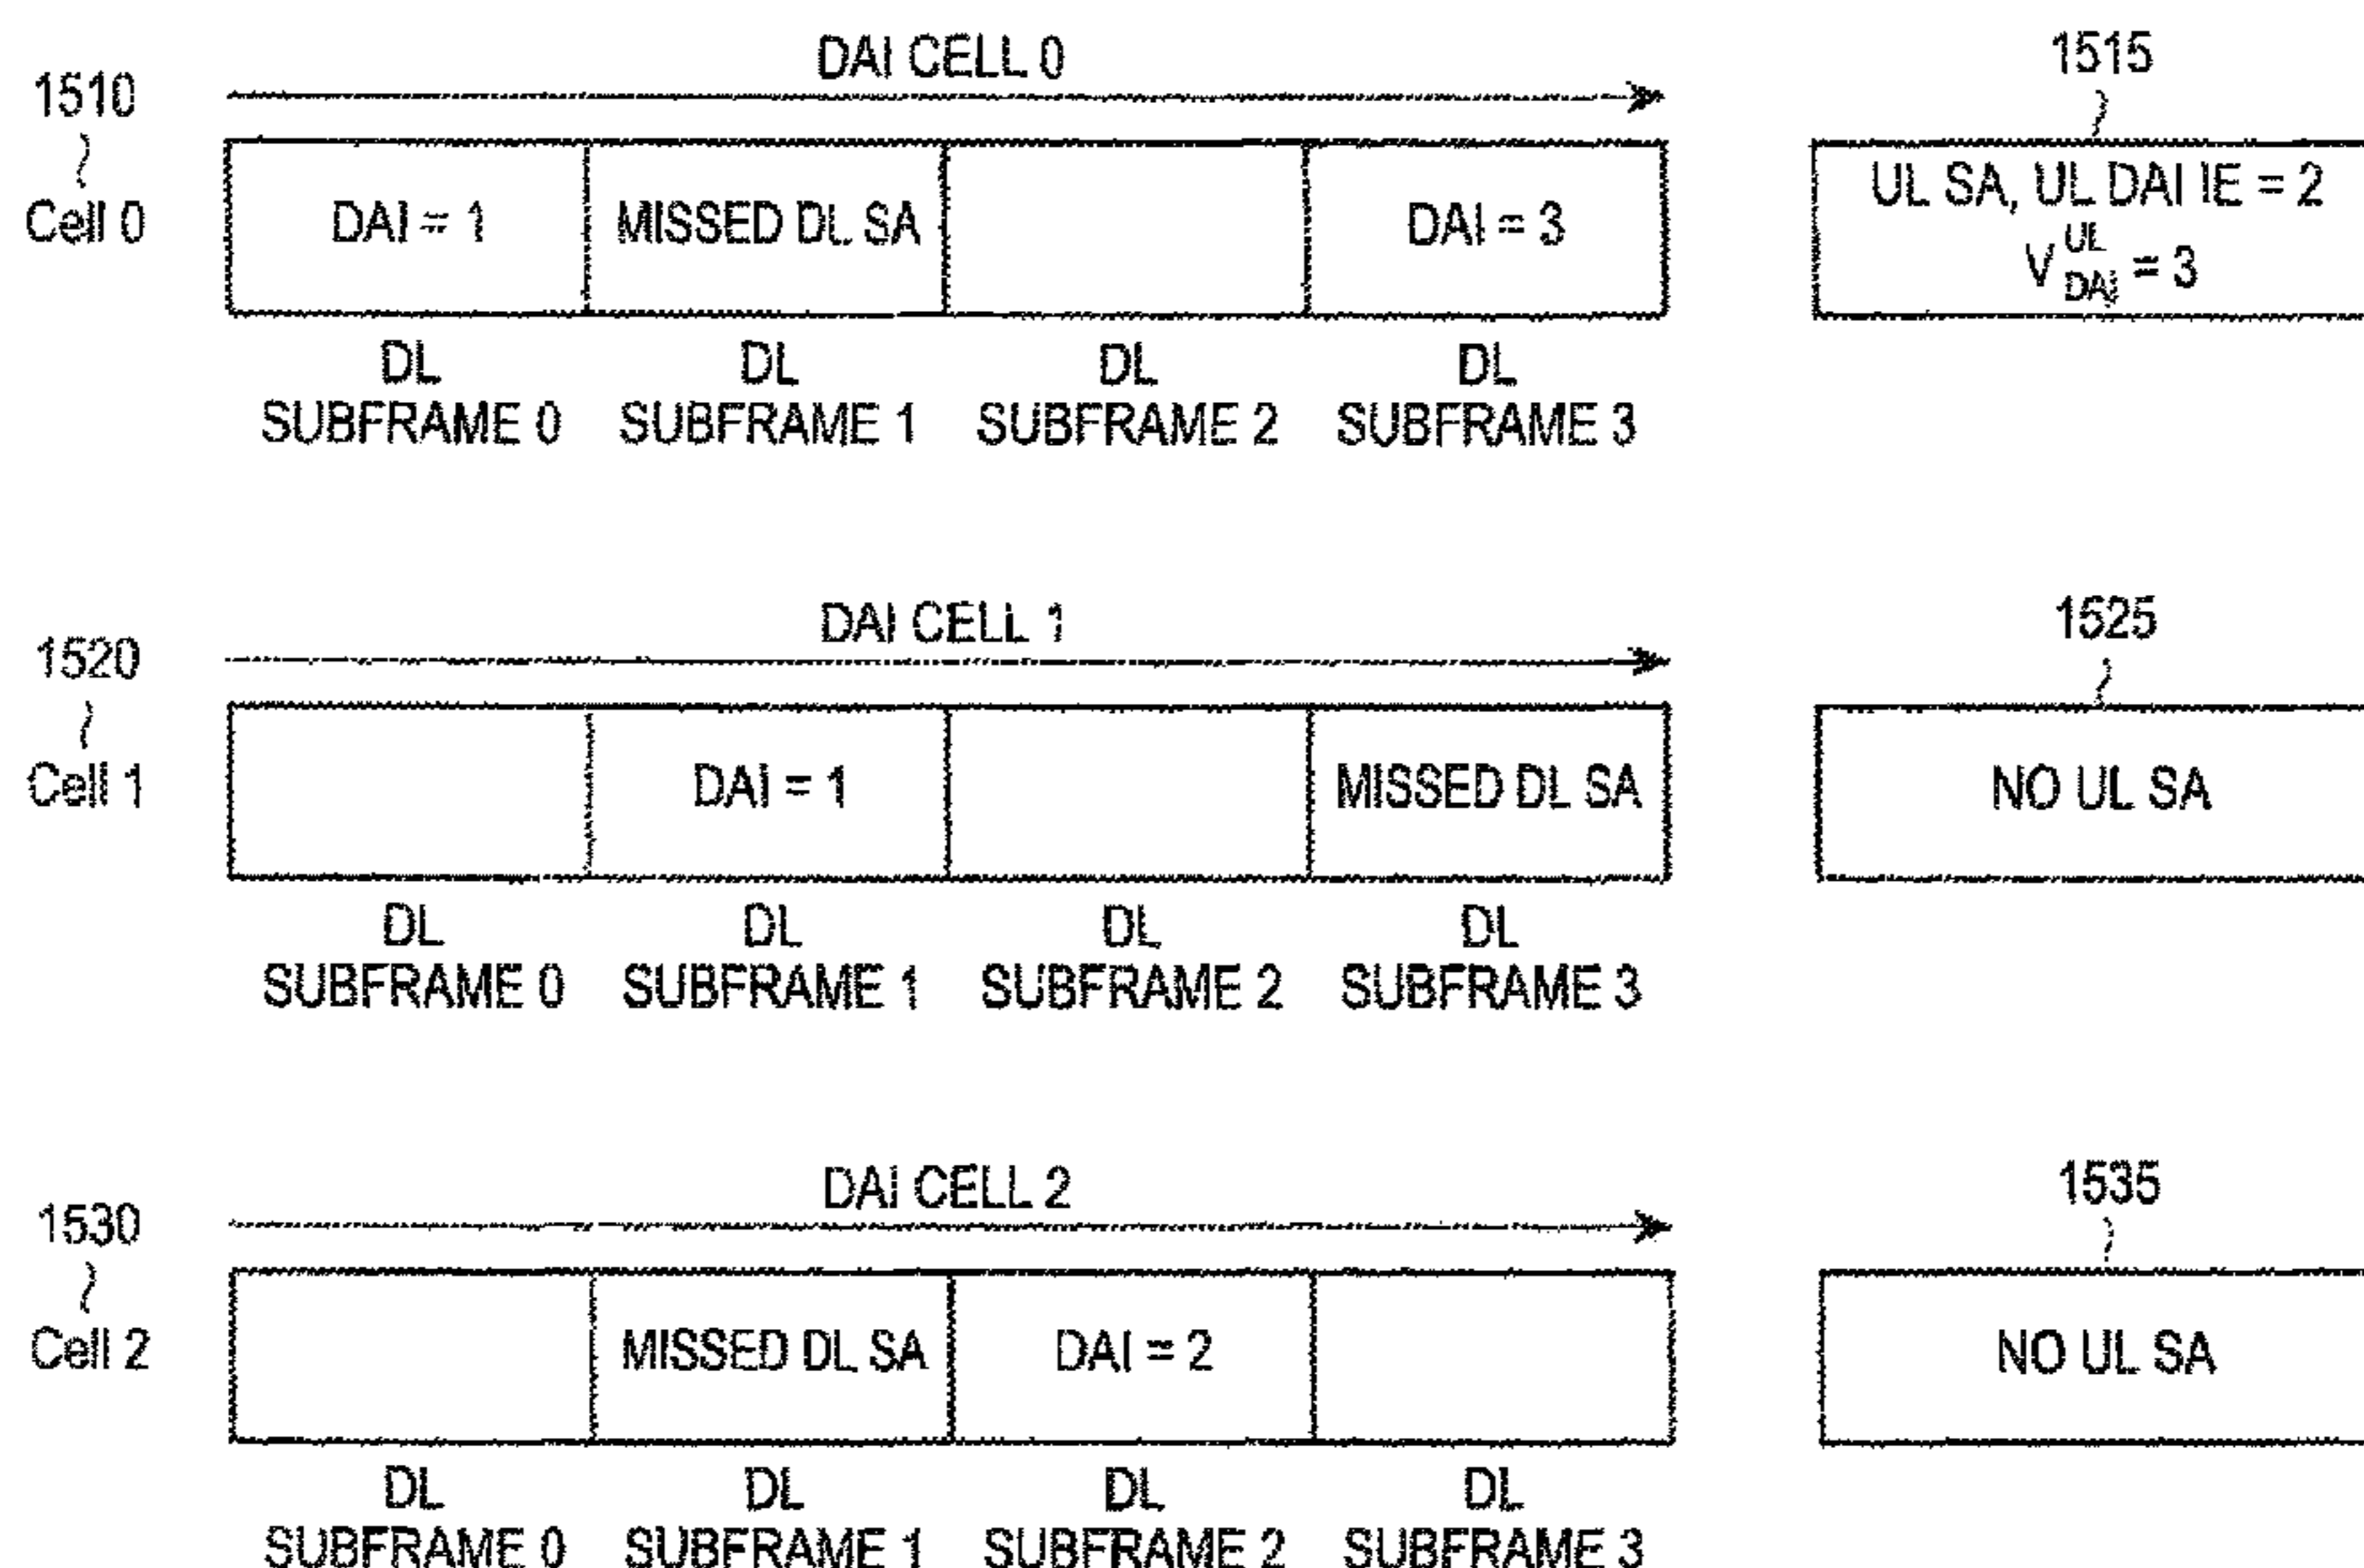 DAI CELL 0
1510
Cell 0
DAI = 1
MISSED DL SA
DAI = 3
1515
UL SA, UL DAI IE = 2
V UL DAI = 3
DL SUBFRAME 0
DL SUBFRAME 1
DL SUBFRAME 2
DL SUBFRAME 3
DAI CELL 1
1520
Cell 1
DAI = 1
MISSED DL SA
1525
NO UL SA
DL SUBFRAME 0
DL SUBFRAME 1
DL SUBFRAME 2
DL SUBFRAME 3
DAI CELL 2
1530
Cell 2
MISSED DL SA
DAI = 2
1535
NO UL SA
DL SUBFRAME 0
DL SUBFRAME 1
DL SUBFRAME 2
DL SUBFRAME 3